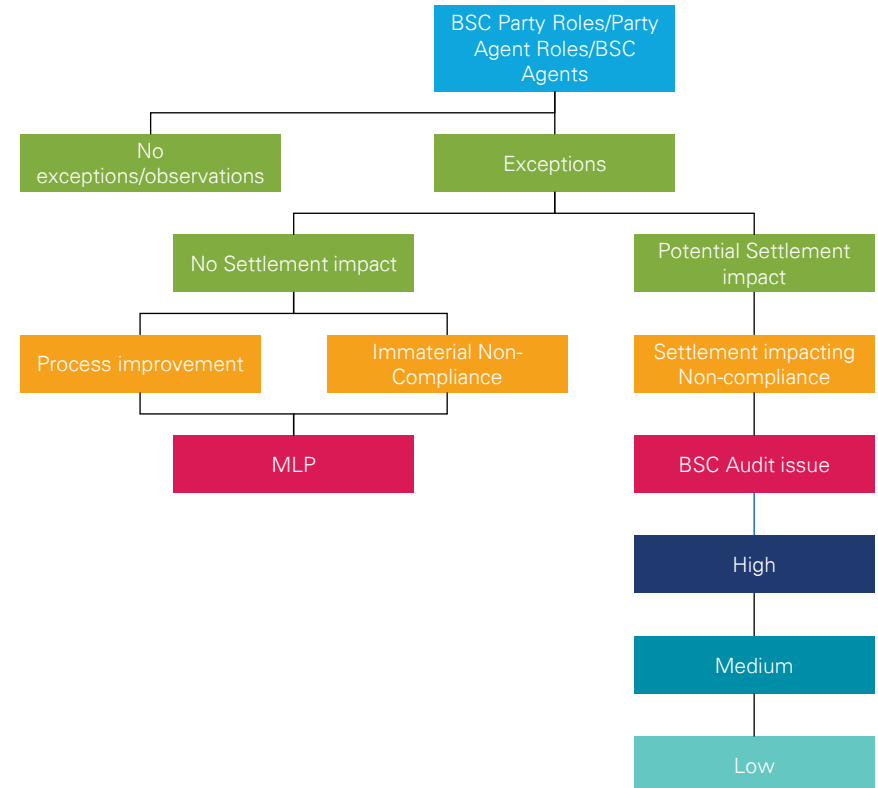 BSC Party Roles/Party
Agent Roles/BSC
Agents
No
exceptions/observations
Exceptions
No Settlement impact
Potential Settlement
impact
Process improvement
Immaterial Non-
Compliance
Settlement impacting
Non-compliance
MLP
BSC Audit issue
High
Medium
Low